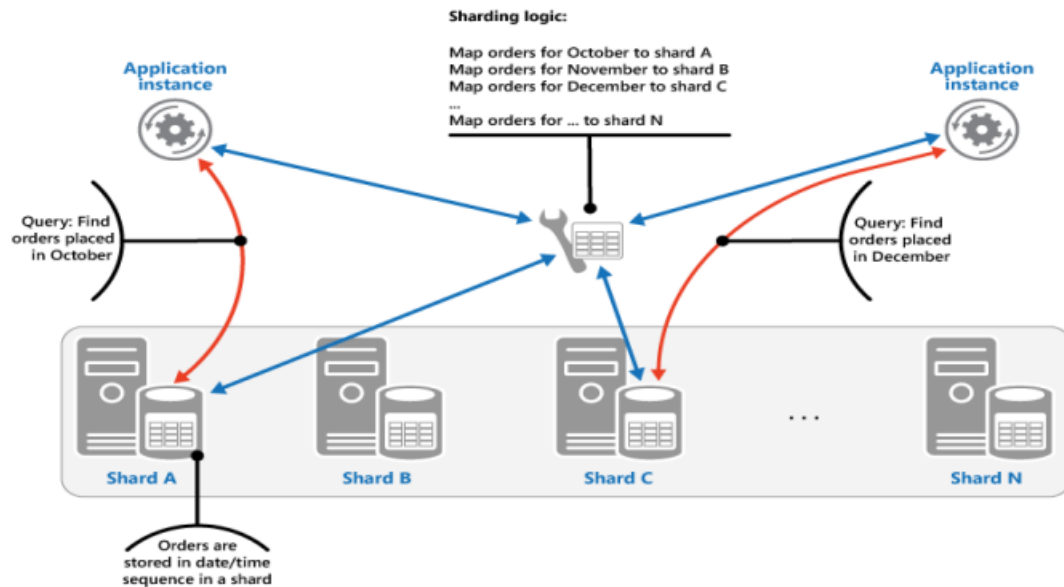 Sharding logic:
Map orders for October to shard A
Map orders for November to shard B
Map orders for December to shard C
...
Map orders for ... to shard N
Application
instance
Application
instance
Query: Find
orders placed
in October
Query: Find
orders placed
in December
Shard A
Shard B
Shard C
...
Shard N
Orders are
stored in date/time
sequence in a shard